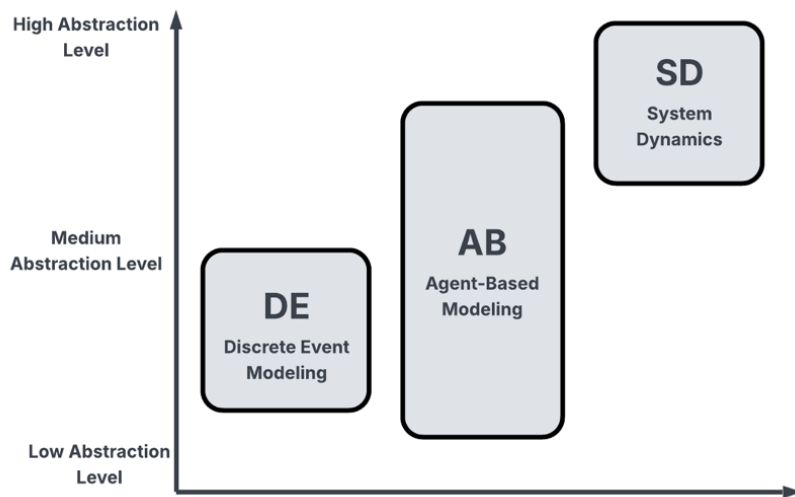 High Abstraction
Level
SD
System
Dynamics
AB
Agent-Based
Modeling
Medium
Abstraction Level
DE
Discrete Event
Modeling
Low Abstraction
Level